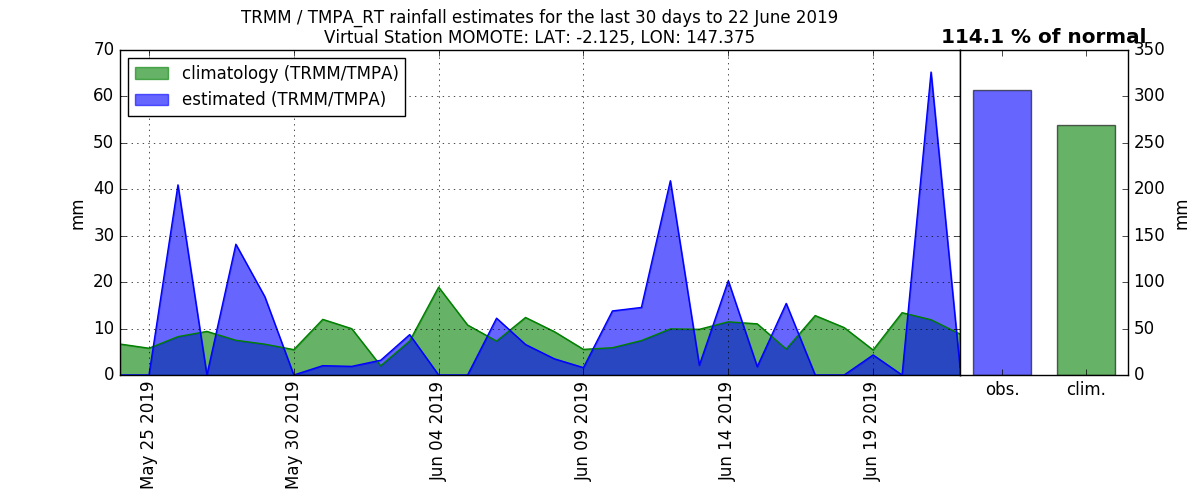 TRMM / TMPA_RT rainfall estimates for the last 30 days to 22 June 2019
Virtual Station MOMOTE: LAT: -2.125, LON: 147.375
114.1 % of normal
climatology (TRMM/TMPA)
estimated (TRMM/TMPA)
mm
70
60
50
40
30
20
10
0
May 25 2019
May 30 2019
Jun 04 2019
Jun 09 2019
Jun 14 2019
Jun 19 2019
obs.
clim.
350
300
250
200
150
100
50
0
mm